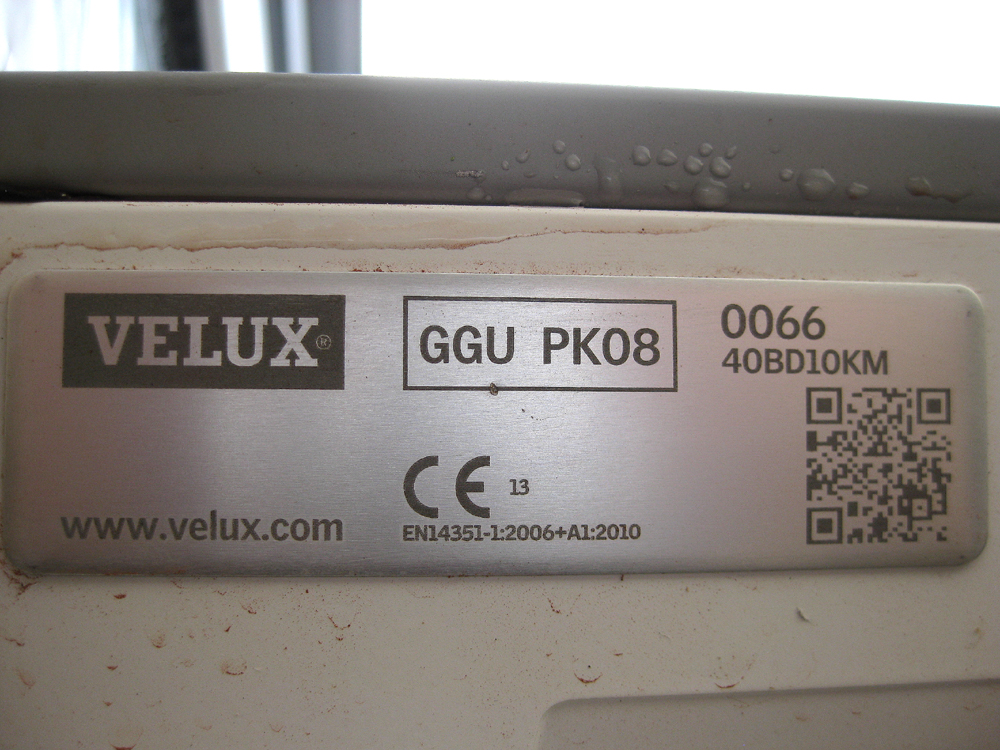 VELUX®
GGU PK08
0066
40BD10KM
CE 13
www.velux.com
EN14351-1:2006+A1:2010